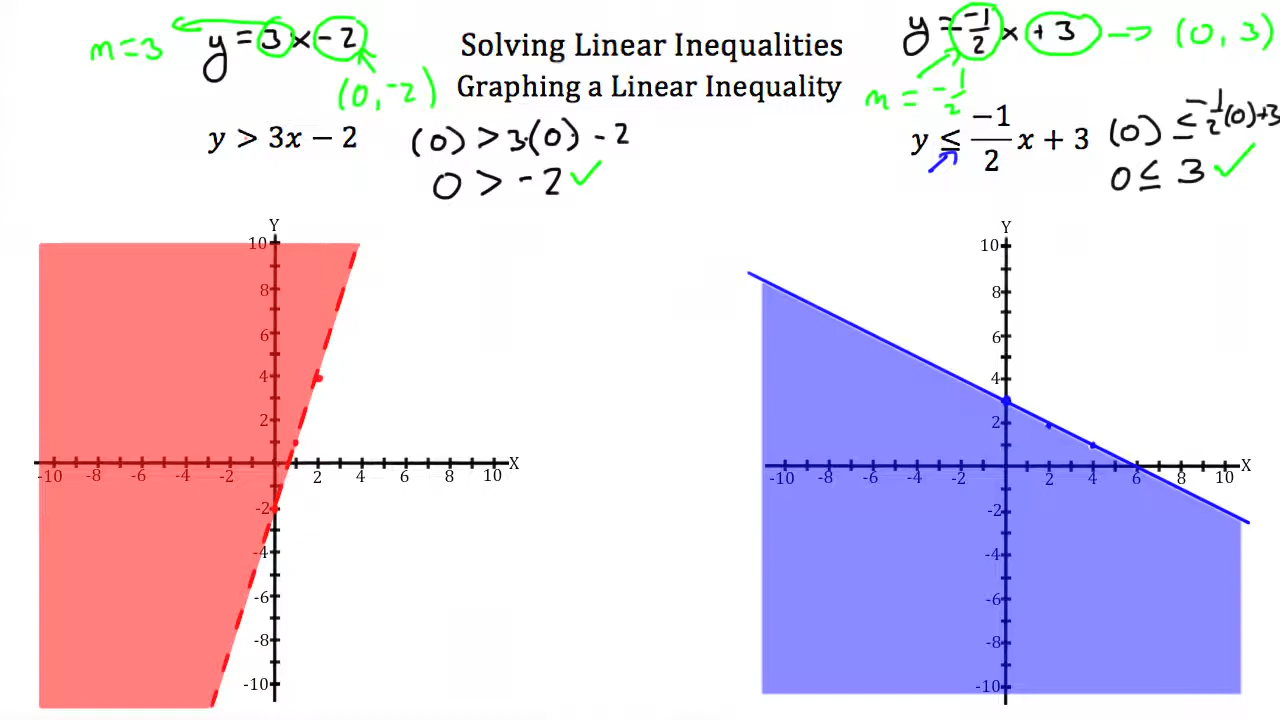 Solving Linear Inequalities
Graphing a Linear Inequality
m = 3
y = 3x - 2
(0, -2)
y > 3x − 2
(0) > 3·(0) - 2
0 > -2 ✓
y = -1/2 x + 3 → (0, 3)
m = -1/2
y ≤ -1/2 x + 3
(0) ≤ -1/2 (0) + 3
0 ≤ 3 ✓
Y
10
8
6
4
2
-10 -8 -6 -4 -2 2 4 6 8 10 X
-2
-4
-6
-8
-10
Y
10
8
6
4
2
-10 -8 -6 -4 -2 2 4 6 8 10 X
-2
-4
-6
-8
-10